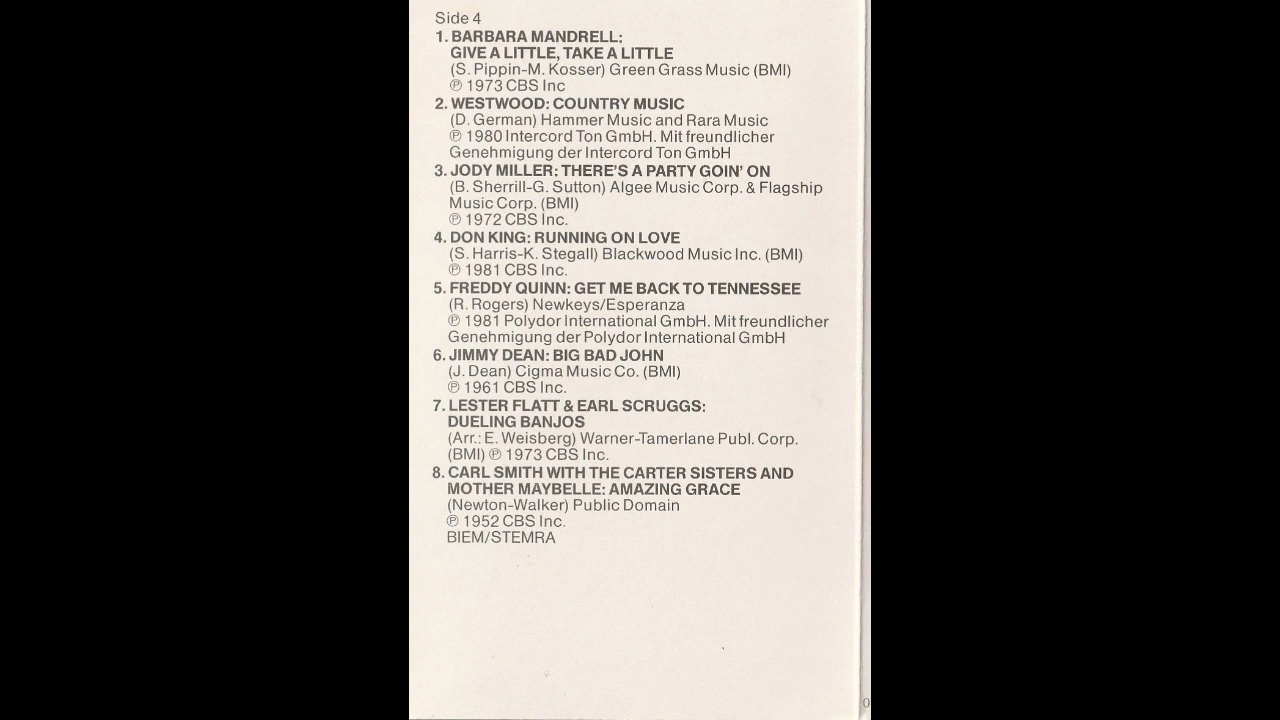 Side 4
1. BARBARA MANDRELL:
GIVE A LITTLE, TAKE A LITTLE
(S. Pippin-M. Kosser) Green Grass Music (BMI)
℗ 1973 CBS Inc
2. WESTWOOD: COUNTRY MUSIC
(D. German) Hammer Music and Rara Music
℗ 1980 Intercord Ton GmbH. Mit freundlicher
Genehmigung der Intercord Ton GmbH
3. JODY MILLER: THERE'S A PARTY GOIN' ON
(B. Sherrill-G. Sutton) Algee Music Corp. & Flagship
Music Corp. (BMI)
℗ 1972 CBS Inc.
4. DON KING: RUNNING ON LOVE
(S. Harris-K. Stegall) Blackwood Music Inc. (BMI)
℗ 1981 CBS Inc.
5. FREDDY QUINN: GET ME BACK TO TENNESSEE
(R. Rogers) Newkeys/Esperanza
℗ 1981 Polydor International GmbH. Mit freundlicher
Genehmigung der Polydor International GmbH
6. JIMMY DEAN: BIG BAD JOHN
(J. Dean) Cigma Music Co. (BMI)
℗ 1961 CBS Inc.
7. LESTER FLATT & EARL SCRUGGS:
DUELING BANJOS
(Arr.: E. Weisberg) Warner-Tamerlane Publ. Corp.
(BMI) ℗ 1973 CBS Inc.
8. CARL SMITH WITH THE CARTER SISTERS AND
MOTHER MAYBELLE: AMAZING GRACE
(Newton-Walker) Public Domain
℗ 1952 CBS Inc.
BIEM/STEMRA
0